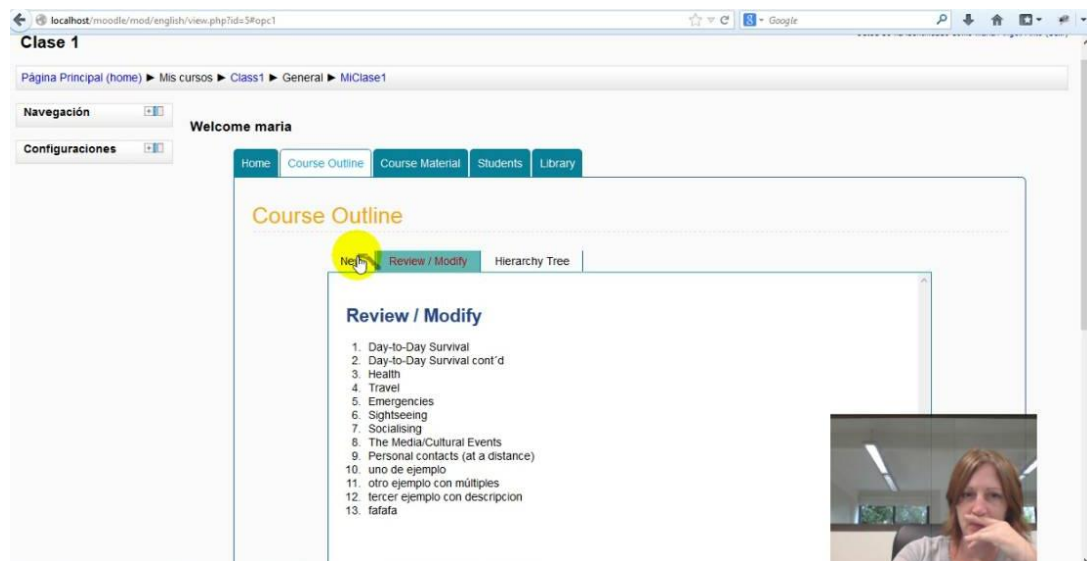 localhost/moodle/mod/english/view.php?id=5#opc1
Google
Clase 1
Página Principal (home) ► Mis cursos ► Class1 ► General ► MiClase1
Navegación
Configuraciones
Welcome maria
Home Course Outline Course Material Students Library
Course Outline
Review / Modify Hierarchy Tree
Review / Modify
1. Day-to-Day Survival
2. Day-to-Day Survival cont´d
3. Health
4. Travel
5. Emergencies
6. Sightseeing
7. Socialising
8. The Media/Cultural Events
9. Personal contacts (at a distance)
10. uno de ejemplo
11. otro ejemplo con múltiples
12. tercer ejemplo con descripcion
13. fafafa